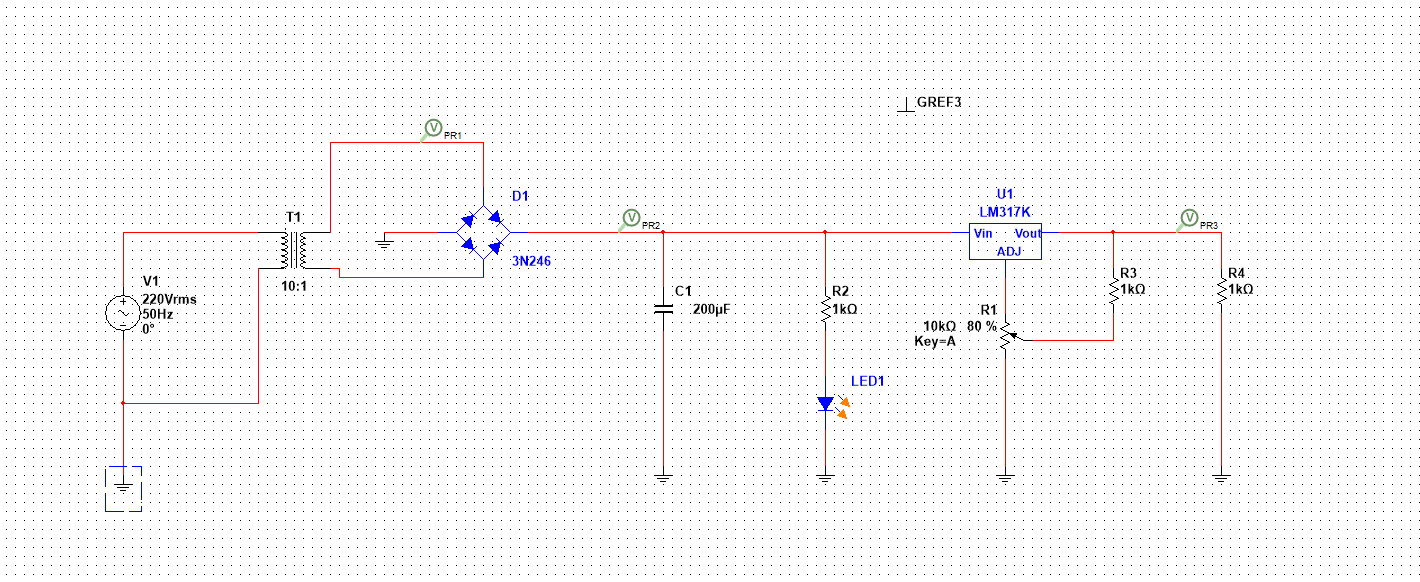 GREF3
V
PR1
T1
10:1
V1
220Vrms
50Hz
0°
D1
3N246
V
PR2
C1
200µF
R2
1kΩ
LED1
U1
LM317K
Vin Vout
ADJ
R1
10kΩ 80 %
Key=A
V
PR3
R3
1kΩ
R4
1kΩ